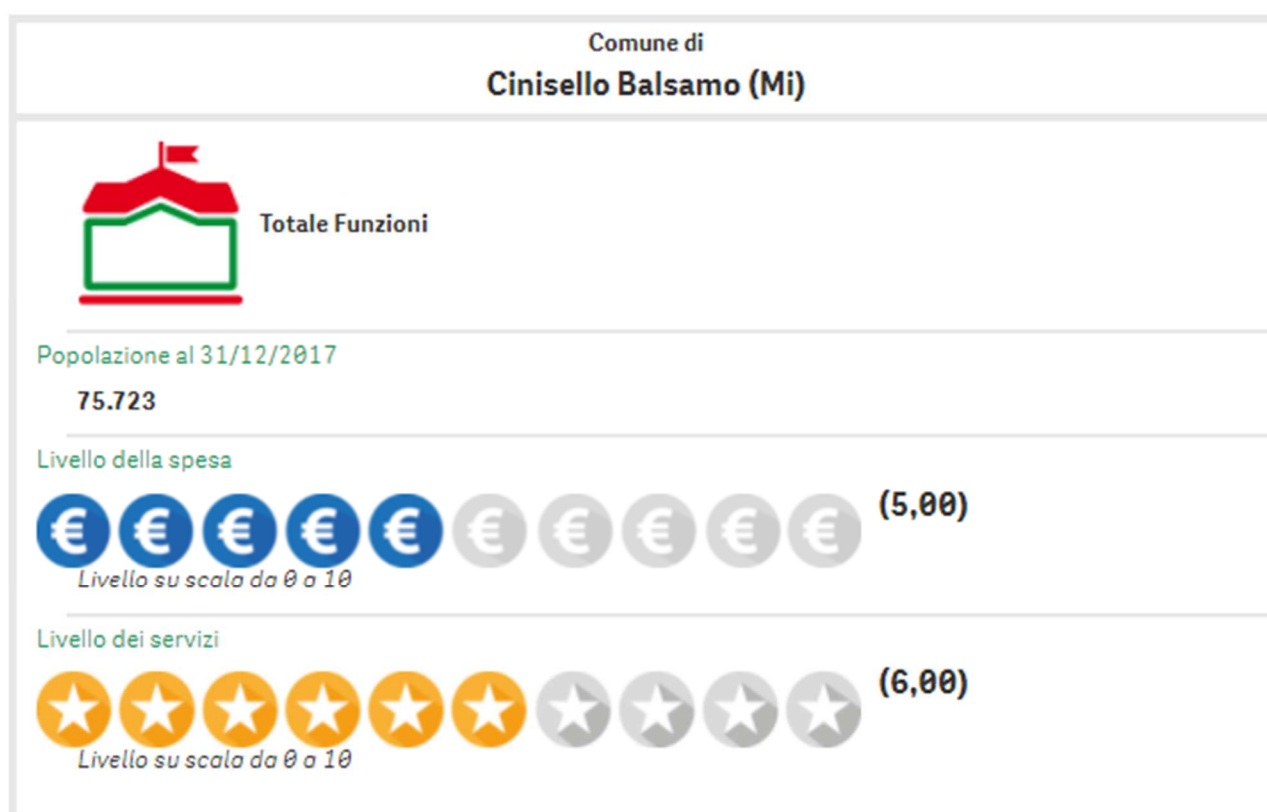 Comune di
Cinisello Balsamo (Mi)
Totale Funzioni
Popolazione al 31/12/2017
75.723
Livello della spesa
(5,00)
Livello su scala da 0 a 10
Livello dei servizi
(6,00)
Livello su scala da 0 a 10